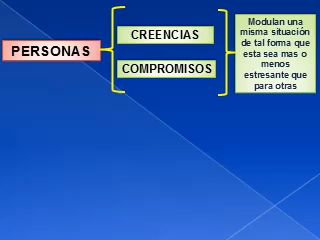 PERSONAS
CREENCIAS
COMPROMISOS
Modulan una
misma situación
de tal forma que
esta sea mas o
menos
estresante que
para otras